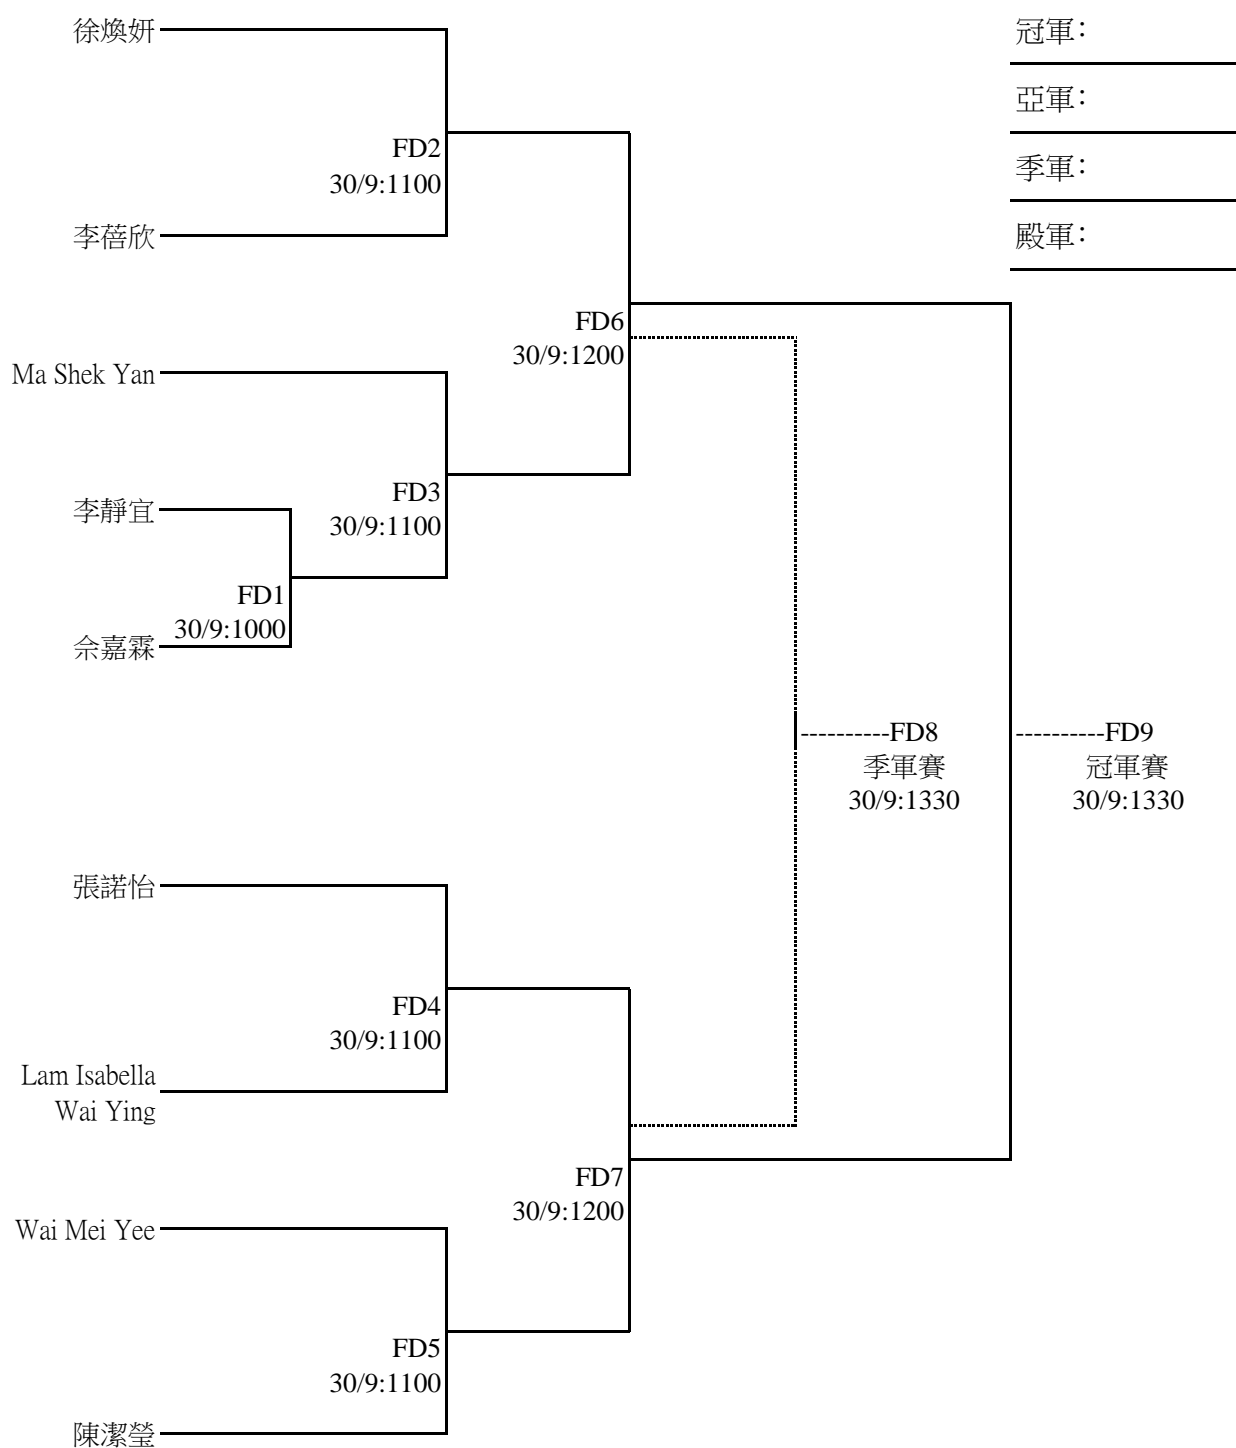 徐煥妍
冠軍：
亞軍：
FD2
30/9:1100
季軍：
李蓓欣
殿軍：
FD6
30/9:1200
Ma Shek Yan
FD3
30/9:1100
李靜宜
FD1
30/9:1000
佘嘉霖
----------FD8
季軍賽
30/9:1330
----------FD9
冠軍賽
30/9:1330
張諾怡
FD4
30/9:1100
Lam Isabella
Wai Ying
FD7
30/9:1200
Wai Mei Yee
FD5
30/9:1100
陳潔瑩